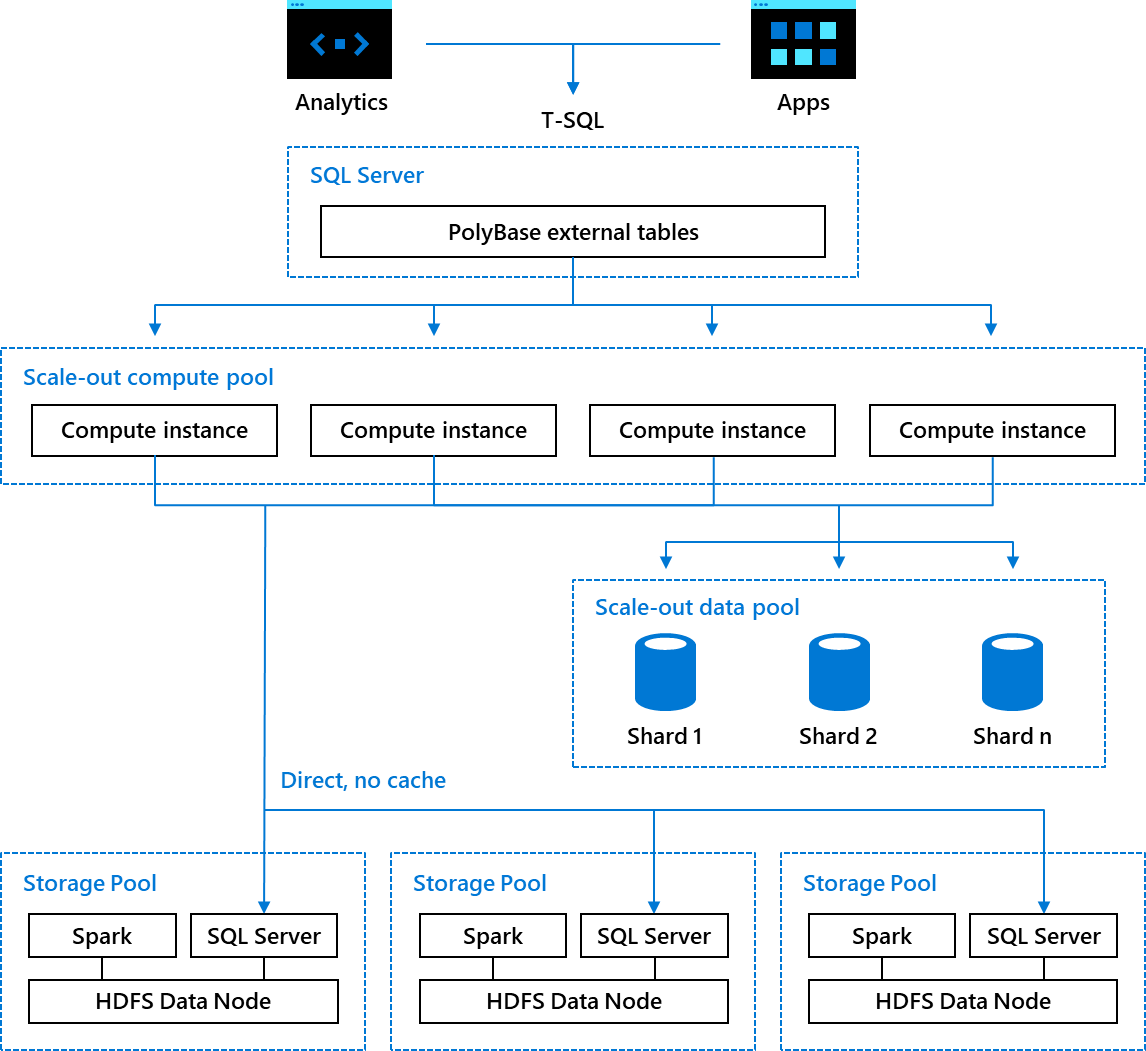 Analytics
Apps
T-SQL
SQL Server
PolyBase external tables
Scale-out compute pool
Compute instance
Compute instance
Compute instance
Compute instance
Scale-out data pool
Shard 1
Shard 2
Shard n
Direct, no cache
Storage Pool
Storage Pool
Storage Pool
Spark
SQL Server
Spark
SQL Server
Spark
SQL Server
HDFS Data Node
HDFS Data Node
HDFS Data Node